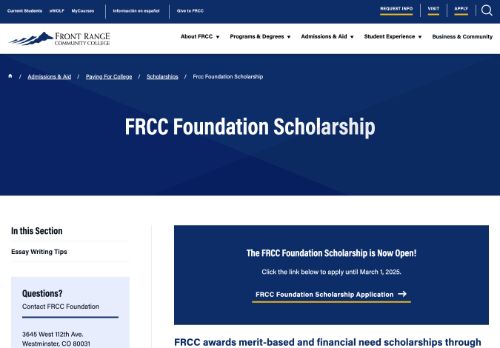 Current Students eWOLF MyCourses Información en español Give to FRCC REQUEST INFO VISIT APPLY
FRONT RANGE
COMMUNITY COLLEGE
About FRCC Programs & Degrees Admissions & Aid Student Experience Business & Community
/ Admissions & Aid / Paying For College / Scholarships / Frcc Foundation Scholarship
FRCC Foundation Scholarship
In this Section
Essay Writing Tips
Questions?
Contact FRCC Foundation
3645 West 112th Ave.
Westminster, CO 80031
The FRCC Foundation Scholarship is Now Open!
Click the link below to apply until March 1, 2025.
FRCC Foundation Scholarship Application
FRCC awards merit-based and financial need scholarships through